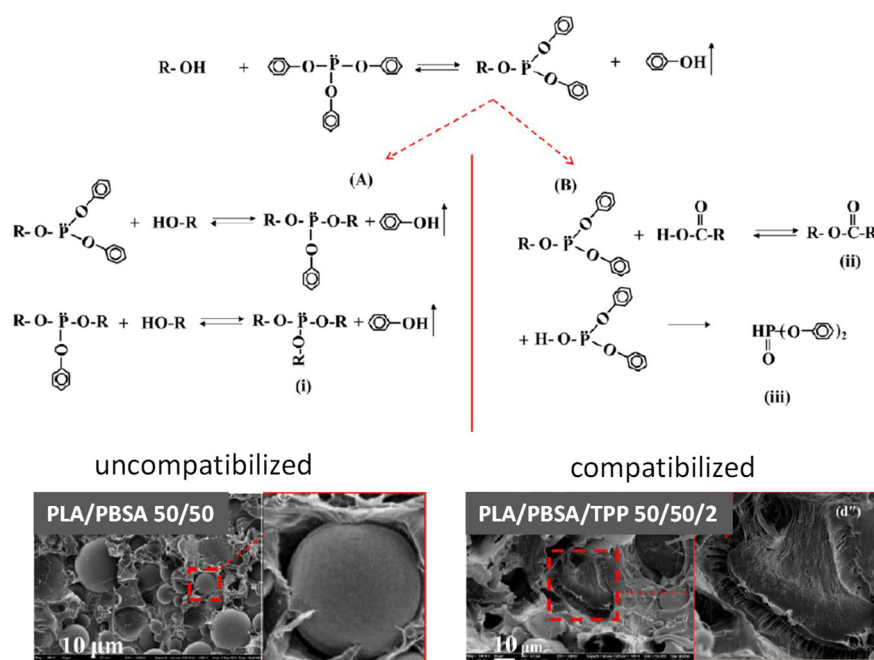 R-OH + O-P̈-O O ⇌ R-O-P̈ O O + OH↑
(A)
(B)
R-O-P̈ O O + HO-R ⇌ R-O-P̈-O-R O + OH↑
R-O-P̈ O O + H-O-C-R O ⇌ R-O-C-R O
(ii)
R-O-P̈-O-R O + HO-R ⇌ R-O-P̈-O-R O R + OH↑
(i)
+ H-O-P̈ O O → HP(O )₂ O
(iii)
uncompatibilized
compatibilized
PLA/PBSA 50/50
PLA/PBSA/TPP 50/50/2
(d'')
10 μm
10 μm